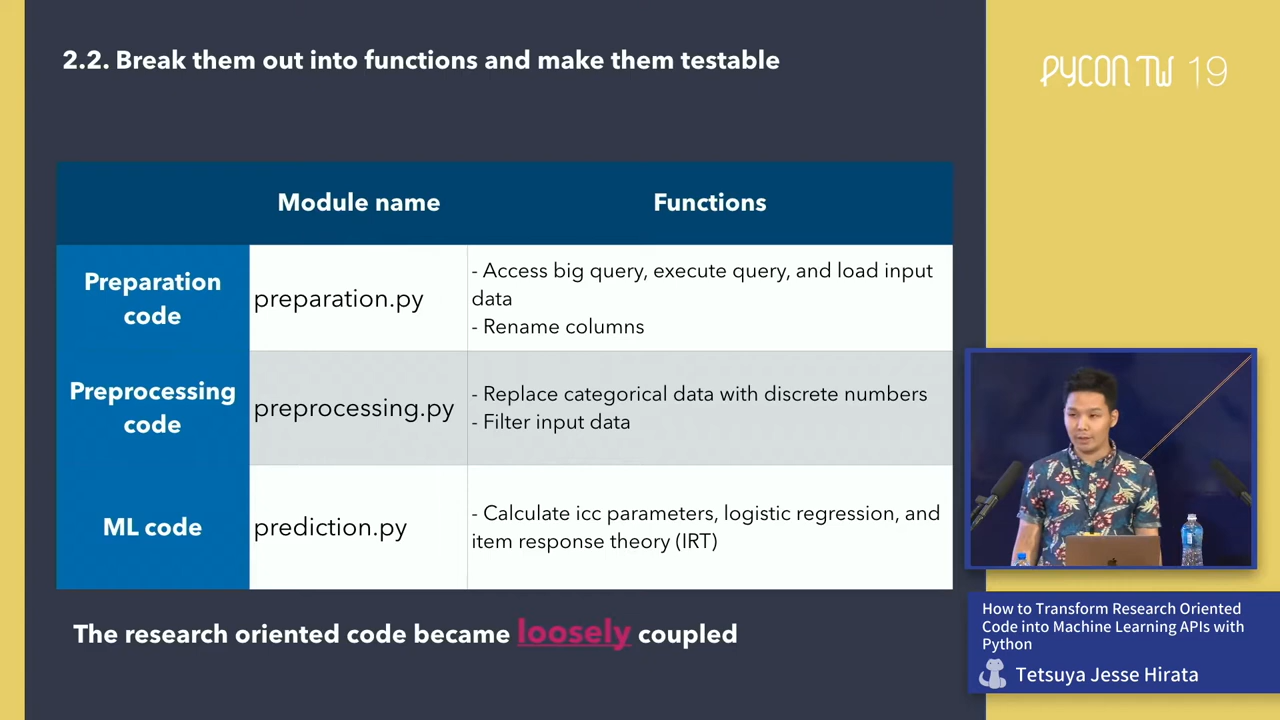 2.2. Break them out into functions and make them testable
PYCON TW 19
Module name
Functions
Preparation
code
preparation.py
- Access big query, execute query, and load input
data
- Rename columns
Preprocessing
code
preprocessing.py
- Replace categorical data with discrete numbers
- Filter input data
ML code
prediction.py
- Calculate icc parameters, logistic regression, and
item response theory (IRT)
The research oriented code became loosely coupled
How to Transform Research Oriented
Code into Machine Learning APIs with
Python
Tetsuya Jesse Hirata